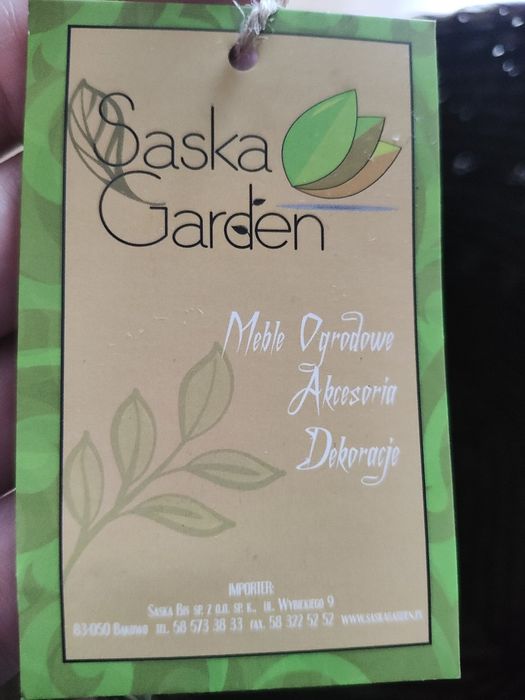 Saska
Garden
Meble Ogrodowe
Akcesoria
Dekoracje
IMPORTER:
Saska Bis sp. z o.o. sp. k., ul. Wybickiego 9
83-050 Bąkowo tel. 58 573 38 33 fax. 58 322 52 52 www.saskagarden.pl